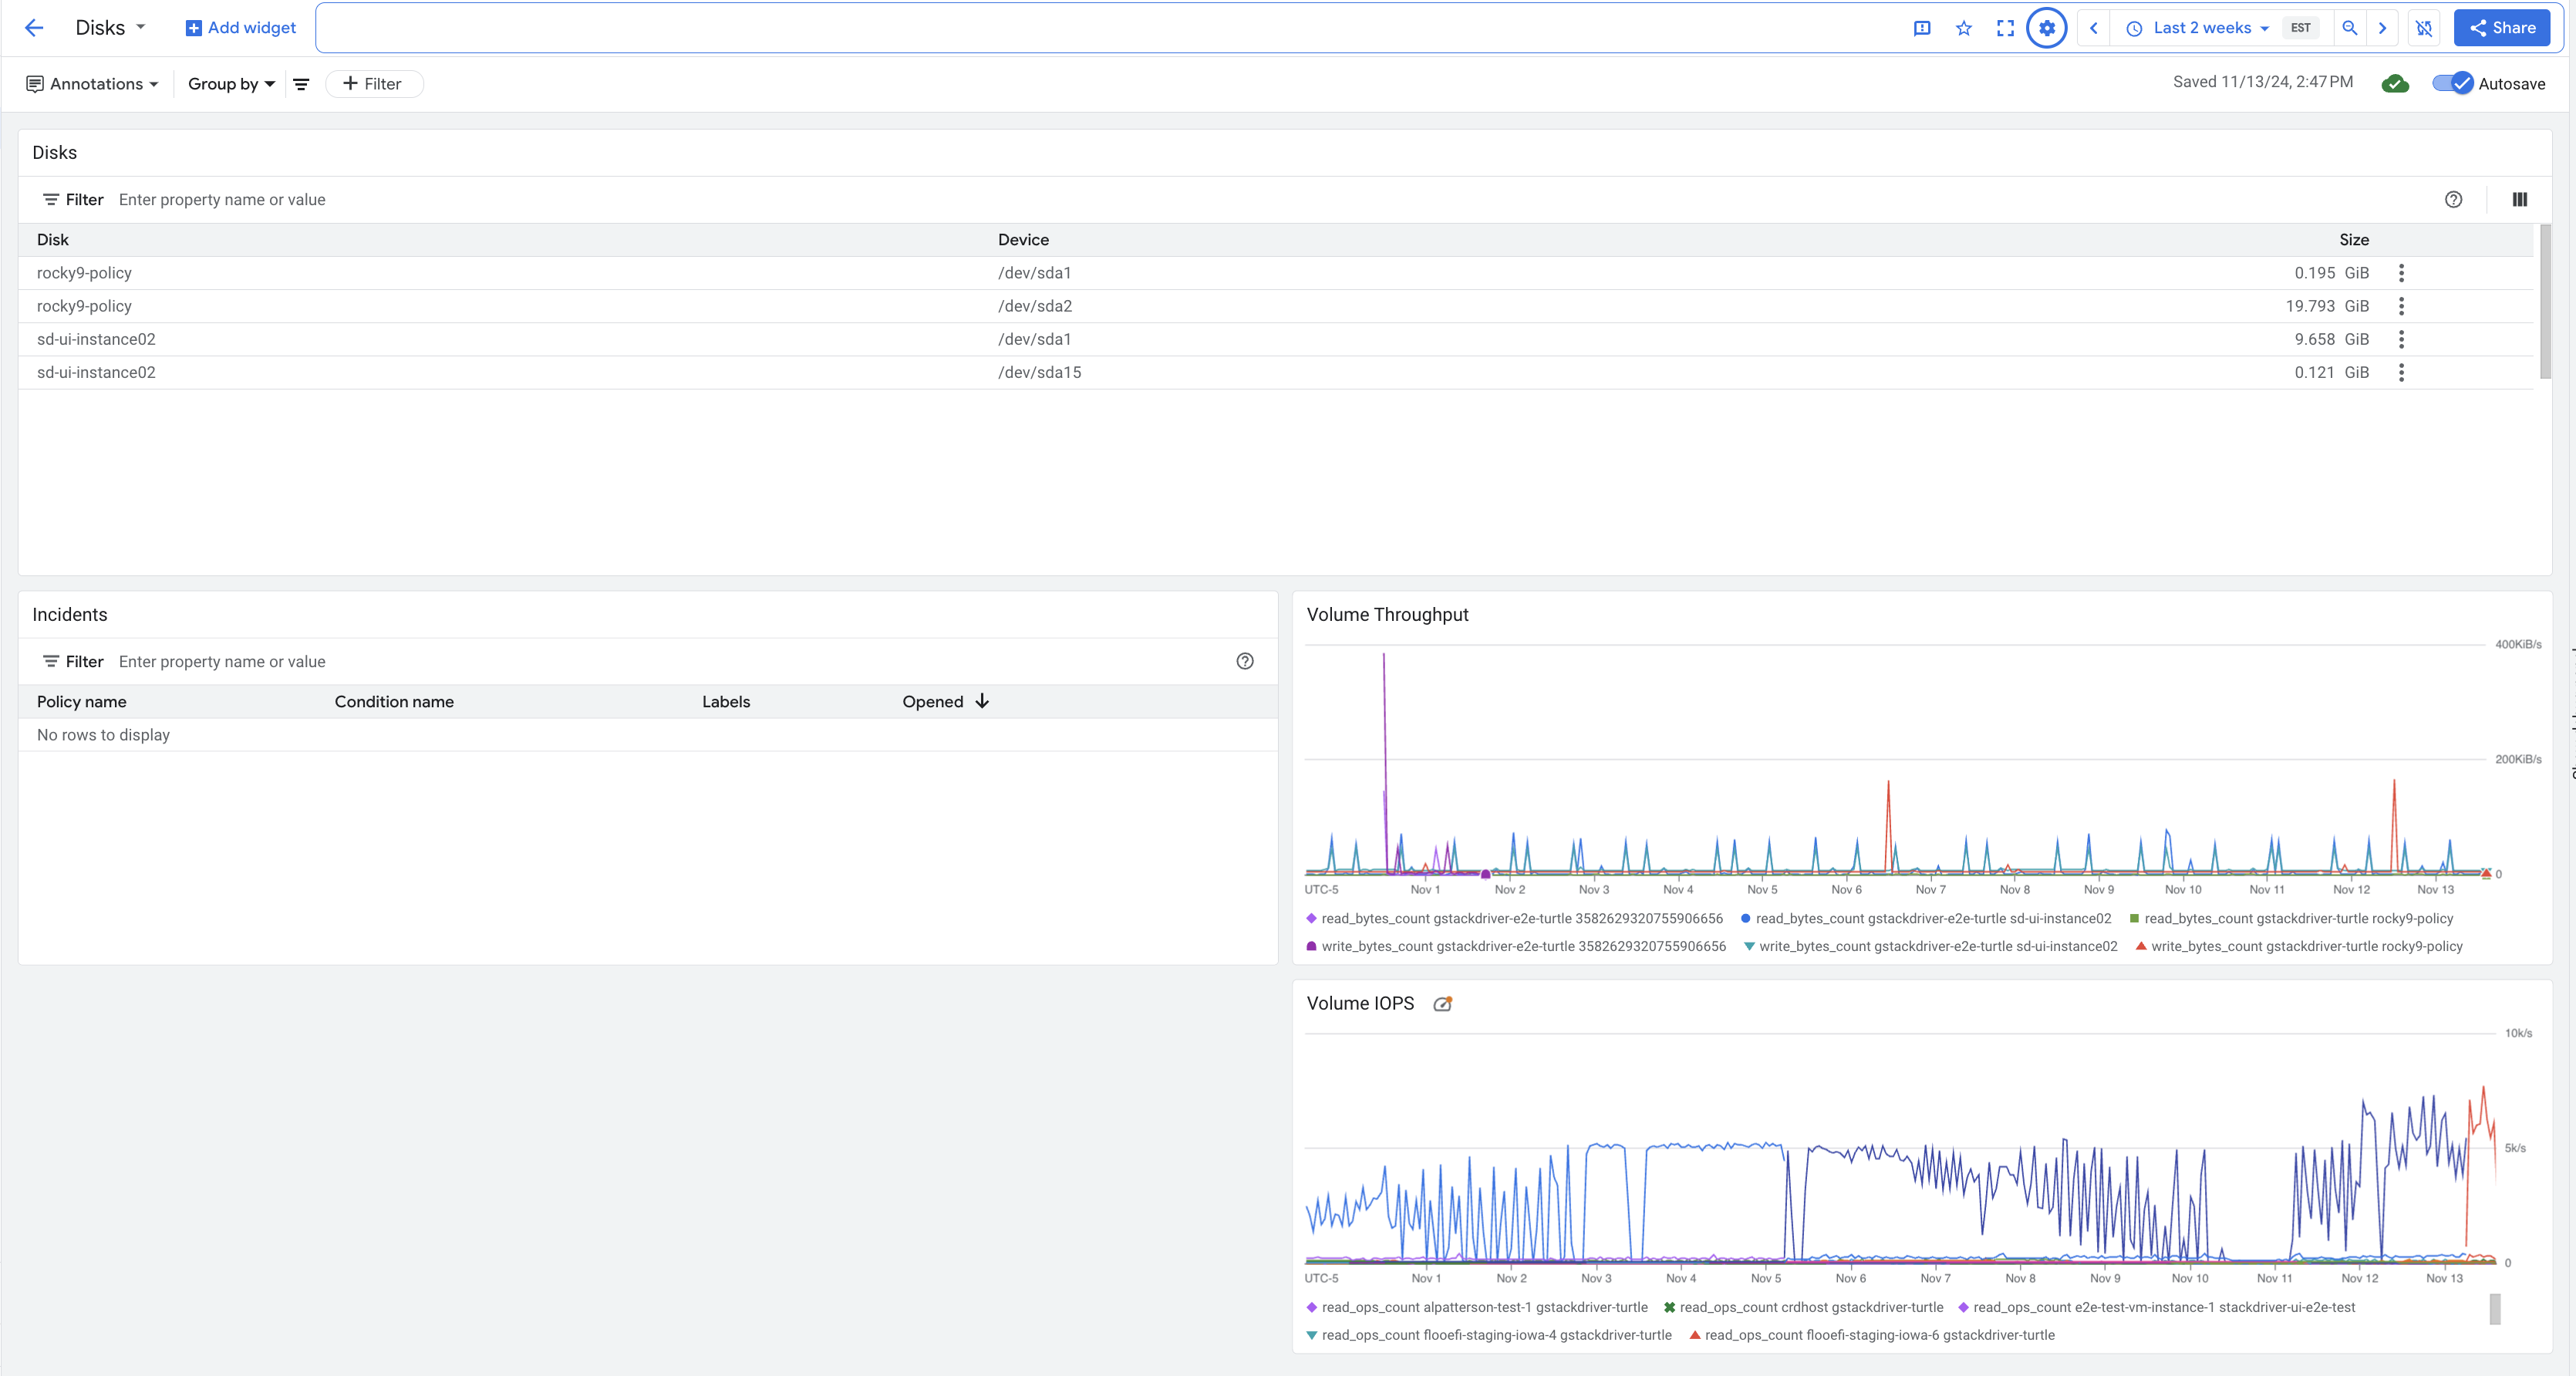 Disks
Add widget
Last 2 weeks EST
Share
Annotations Group by Filter
Saved 11/13/24, 2:47 PM Autosave
Disks
Filter Enter property name or value
Disk Device Size
rocky9-policy /dev/sda1 0.195 GiB
rocky9-policy /dev/sda2 19.793 GiB
sd-ui-instance02 /dev/sda1 9.658 GiB
sd-ui-instance02 /dev/sda15 0.121 GiB
Incidents
Filter Enter property name or value
Policy name Condition name Labels Opened
No rows to display
Volume Throughput
400KiB/s
200KiB/s
0
UTC-5 Nov 1 Nov 2 Nov 3 Nov 4 Nov 5 Nov 6 Nov 7 Nov 8 Nov 9 Nov 10 Nov 11 Nov 12 Nov 13
read_bytes_count gstackdriver-e2e-turtle 3582629320755906656 read_bytes_count gstackdriver-e2e-turtle sd-ui-instance02 read_bytes_count gstackdriver-turtle rocky9-policy
write_bytes_count gstackdriver-e2e-turtle 3582629320755906656 write_bytes_count gstackdriver-e2e-turtle sd-ui-instance02 write_bytes_count gstackdriver-turtle rocky9-policy
Volume IOPS
10k/s
5k/s
0
UTC-5 Nov 1 Nov 2 Nov 3 Nov 4 Nov 5 Nov 6 Nov 7 Nov 8 Nov 9 Nov 10 Nov 11 Nov 12 Nov 13
read_ops_count alpatterson-test-1 gstackdriver-turtle read_ops_count crdhost gstackdriver-turtle read_ops_count e2e-test-vm-instance-1 stackdriver-ui-e2e-test
read_ops_count flooefi-staging-iowa-4 gstackdriver-turtle read_ops_count flooefi-staging-iowa-6 gstackdriver-turtle